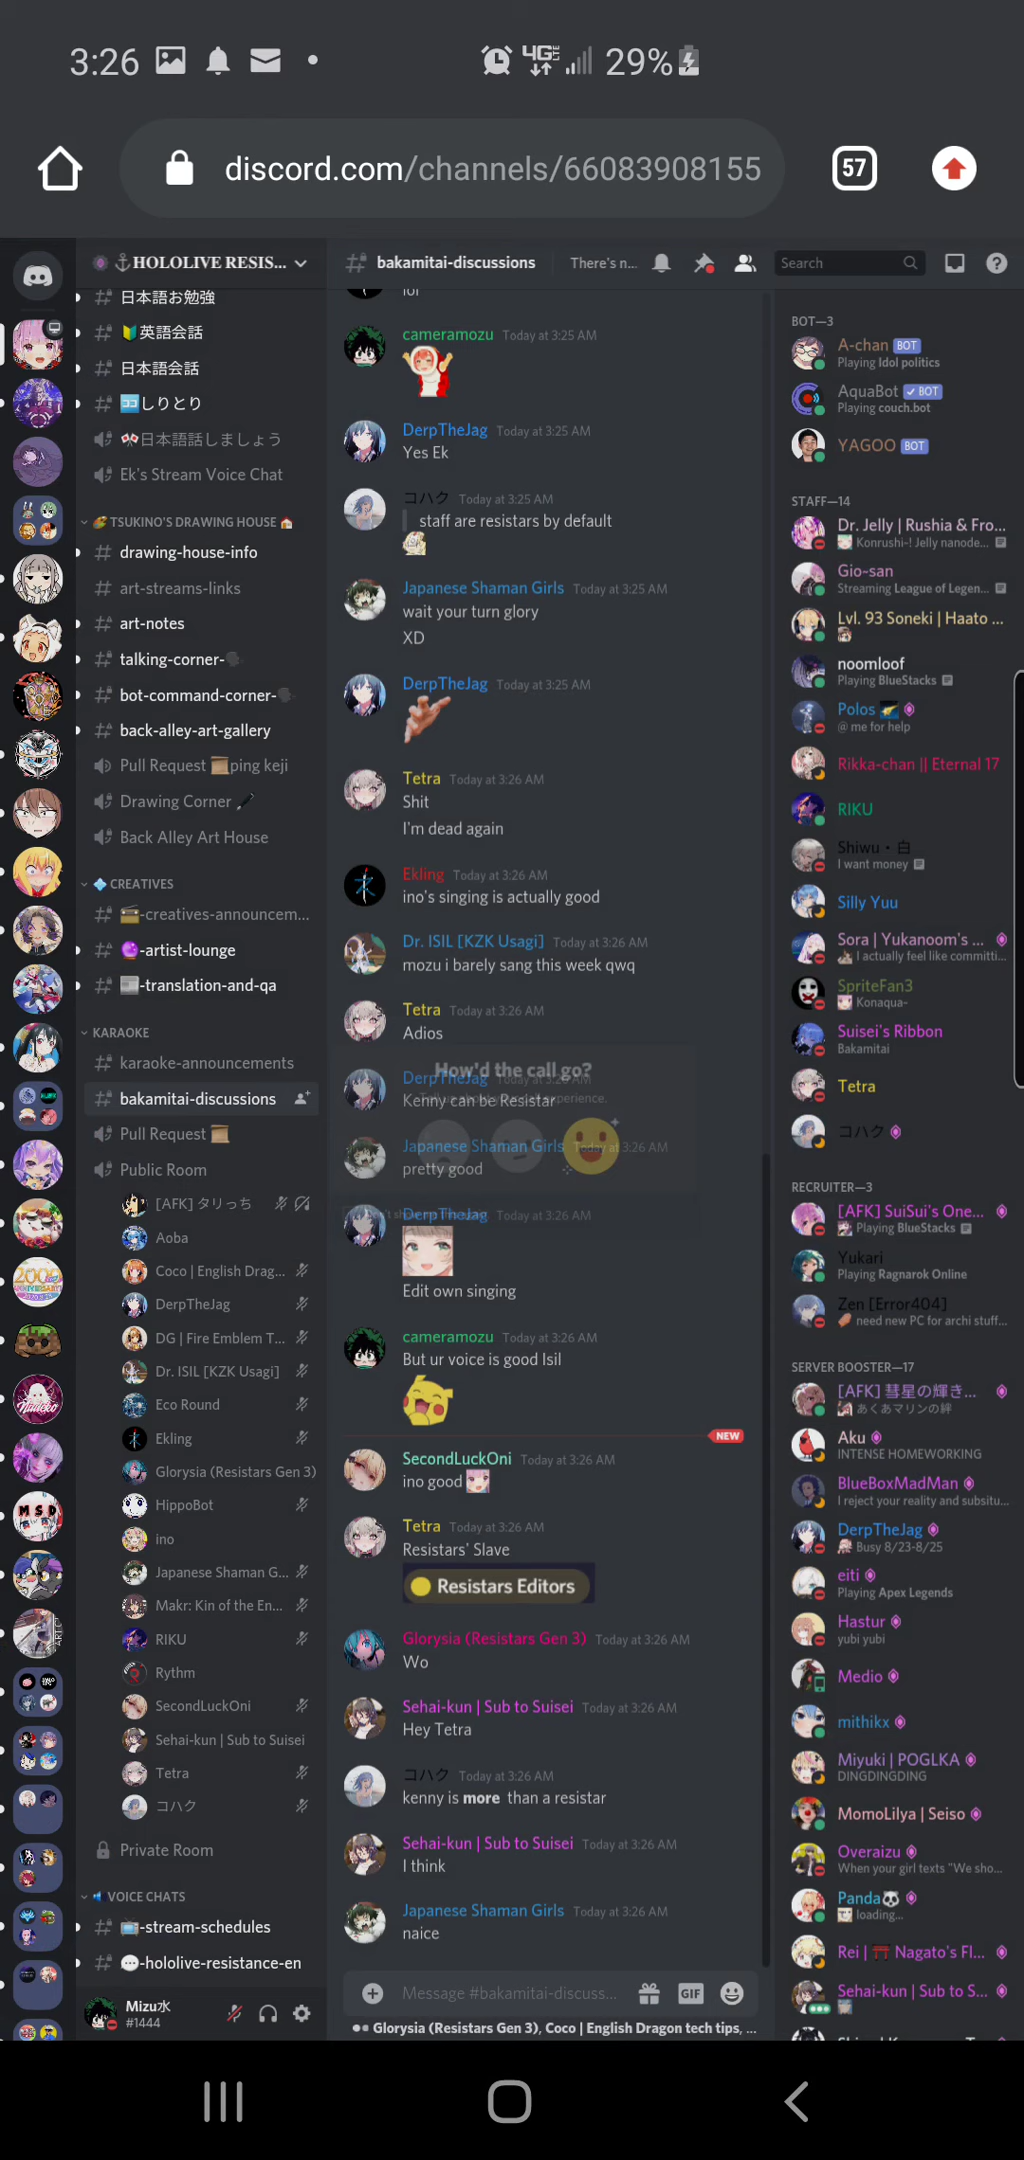 3:26
29%
discord.com/channels/66083908155
57
⚓HOLOLIVE RESIS...
日本語お勉強
🔰英語会話
日本語会話
🈁しりとり
🎌日本語話しましょう
Ek's Stream Voice Chat
TSUKINO'S DRAWING HOUSE
drawing-house-info
art-streams-links
art-notes
talking-corner-
bot-command-corner-
back-alley-art-gallery
Pull Request 📜ping keji
Drawing Corner
Back Alley Art House
CREATIVES
📻-creatives-announcem...
🔮-artist-lounge
📰-translation-and-qa
KARAOKE
karaoke-announcements
bakamitai-discussions
Pull Request 📜
Public Room
[AFK] タリっち
Aoba
Coco | English Drag...
DerpTheJag
DG | Fire Emblem T...
Dr. ISIL [KZK Usagi]
Eco Round
Ekling
Glorysia (Resistars Gen 3)
HippoBot
ino
Japanese Shaman G...
Makr: Kin of the En...
RIKU
Rythm
SecondLuckOni
Sehai-kun | Sub to Suisei
Tetra
コハク
Private Room
VOICE CHATS
📺-stream-schedules
💬-hololive-resistance-en
Mizu水
#1444
bakamitai-discussions
There's n...
lol
cameramozu Today at 3:25 AM
DerpTheJag Today at 3:25 AM
Yes Ek
コハク Today at 3:25 AM
staff are resistars by default
Japanese Shaman Girls Today at 3:25 AM
wait your turn glory
XD
DerpTheJag Today at 3:25 AM
Tetra Today at 3:26 AM
Shit
I'm dead again
Ekling Today at 3:26 AM
ino's singing is actually good
Dr. ISIL [KZK Usagi] Today at 3:26 AM
mozu i barely sang this week qwq
Tetra Today at 3:26 AM
Adios
How'd the call go?
DerpTheJag Today at 3:26 AM
Kenny can be Resistar
Japanese Shaman Girls Today at 3:26 AM
pretty good
DerpTheJag Today at 3:26 AM
Edit own singing
cameramozu Today at 3:26 AM
But ur voice is good Isil
NEW
SecondLuckOni Today at 3:26 AM
ino good
Tetra Today at 3:26 AM
Resistars' Slave
Resistars Editors
Glorysia (Resistars Gen 3) Today at 3:26 AM
Wo
Sehai-kun | Sub to Suisei Today at 3:26 AM
Hey Tetra
コハク Today at 3:26 AM
kenny is more than a resistar
Sehai-kun | Sub to Suisei Today at 3:26 AM
I think
Japanese Shaman Girls Today at 3:26 AM
naice
Message #bakamitai-discuss...
GIF
Glorysia (Resistars Gen 3), Coco | English Dragon tech tips, ...
Search
BOT—3
A-chan BOT
Playing Idol politics
AquaBot ✓ BOT
Playing couch.bot
YAGOO BOT
STAFF—14
Dr. Jelly | Rushia & Fro...
Konrushi~! Jelly nanode...
Gio-san
Streaming League of Legen...
Lvl. 93 Soneki | Haato ...
noomloof
Playing BlueStacks
Polos
@ me for help
Rikka-chan || Eternal 17
RIKU
Shiwu・白
I want money
Silly Yuu
Sora | Yukanoom's ...
I actually feel like committi...
SpriteFan3
Konaqua~
Suisei's Ribbon
Bakamitai
Tetra
コハク
RECRUITER—3
[AFK] SuiSui's One...
Playing BlueStacks
Yukari
Playing Ragnarok Online
Zen [Error404]
need new PC for archi stuff...
SERVER BOOSTER—17
[AFK] 彗星の輝き...
あくあマリンの絆
Aku
INTENSE HOMEWORKING
BlueBoxMadMan
I reject your reality and subsitu...
DerpTheJag
Busy 8/23-8/25
eiti
Playing Apex Legends
Hastur
yubi yubi
Medio
mithikx
Miyuki | POGLKA
DINGDINGDING
MomoLilya | Seiso
Overaizu
When your girl texts "We sho...
Panda🐼
loading...
Rei | ⛩ Nagato's Fl...
Sehai-kun | Sub to S...